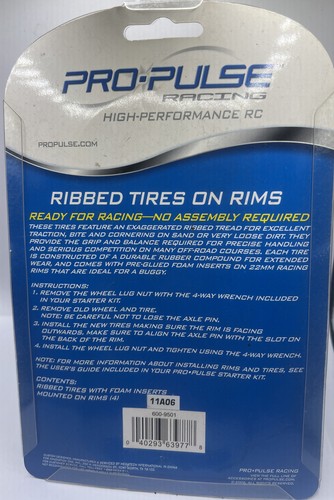 PRO-PULSE
RACING
HIGH-PERFORMANCE RC
PROPULSE.COM
RIBBED TIRES ON RIMS
READY FOR RACING—NO ASSEMBLY REQUIRED
THESE TIRES FEATURE AN EXAGGERATED RIBBED TREAD FOR EXCELLENT
TRACTION, BITE AND CORNERING ON SAND OR VERY LOOSE DIRT. THEY
PROVIDE THE GRIP AND BALANCE REQUIRED FOR PRECISE HANDLING
AND SERIOUS COMPETITION ON MANY OFF-ROAD COURSES. EACH TIRE
IS CONSTRUCTED OF A DURABLE RUBBER COMPOUND FOR EXTENDED
WEAR, AND COMES WITH PRE-GLUED FOAM INSERTS ON 22MM RACING
RIMS THAT ARE IDEAL FOR A BUGGY.
INSTRUCTIONS:
1. REMOVE THE WHEEL LUG NUT WITH THE 4-WAY WRENCH INCLUDED
IN YOUR STARTER KIT.
2. REMOVE OLD WHEEL AND TIRE.
NOTE: BE CAREFUL NOT TO LOSE THE AXLE PIN.
3. INSTALL THE NEW TIRES MAKING SURE THE RIM IS FACING
OUTWARDS. MAKE SURE TO ALIGN THE AXLE PIN WITH THE SLOT ON
THE BACK OF THE RIM.
4. INSTALL THE WHEEL LUG NUT AND TIGHTEN USING THE 4-WAY WRENCH.
NOTE: FOR MORE INFORMATION ABOUT INSTALLING RIMS AND TIRES, SEE
THE USER'S GUIDE INCLUDED IN YOUR PRO•PULSE STARTER KIT.
CONTENTS:
RIBBED TIRES WITH FOAM INSERTS
MOUNTED ON RIMS (4)
11A06
600-9501
9 40293 63977 8
PRO-PULSE RACING